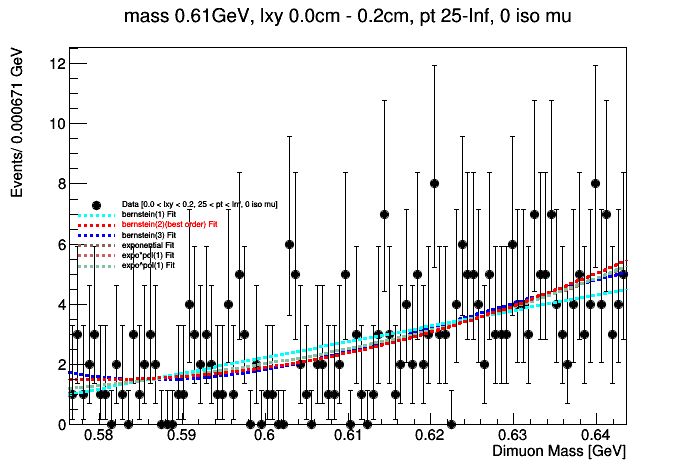 mass 0.61GeV, lxy 0.0cm - 0.2cm, pt 25-Inf, 0 iso mu
Events/ 0.000671 GeV
12
10
8
6
4
2
0
Data [0.0 < lxy < 0.2, 25 < pt < Inf, 0 iso mu]
bernstein(1) Fit
bernstein(2)(best order) Fit
bernstein(3) Fit
exponential Fit
expo*pol(1) Fit
expo*pol(1) Fit
0.58 0.59 0.6 0.61 0.62 0.63 0.64
Dimuon Mass [GeV]